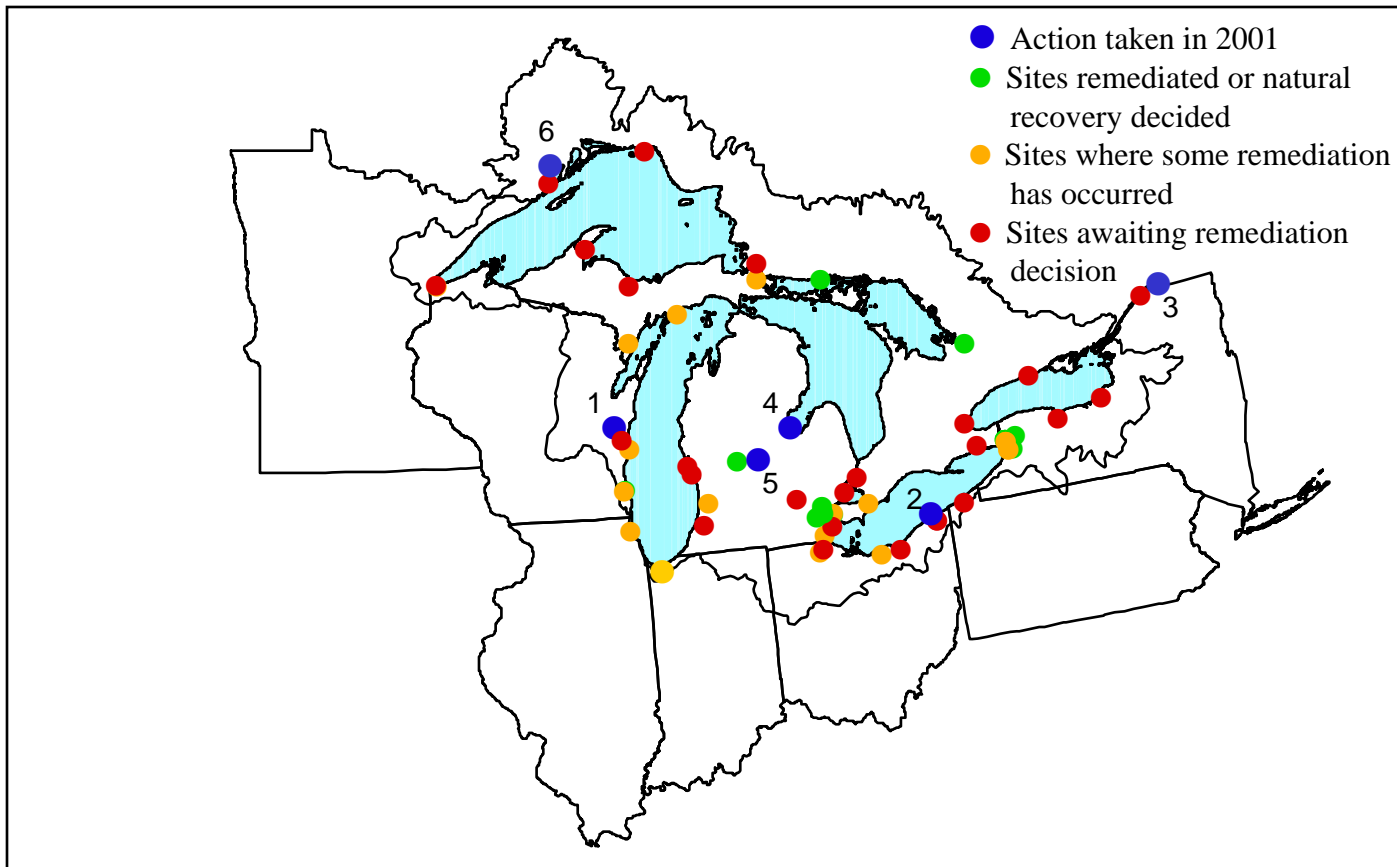 Action taken in 2001
Sites remediated or natural
recovery decided
Sites where some remediation
has occurred
Sites awaiting remediation
decision
6
3
1
4
5
2